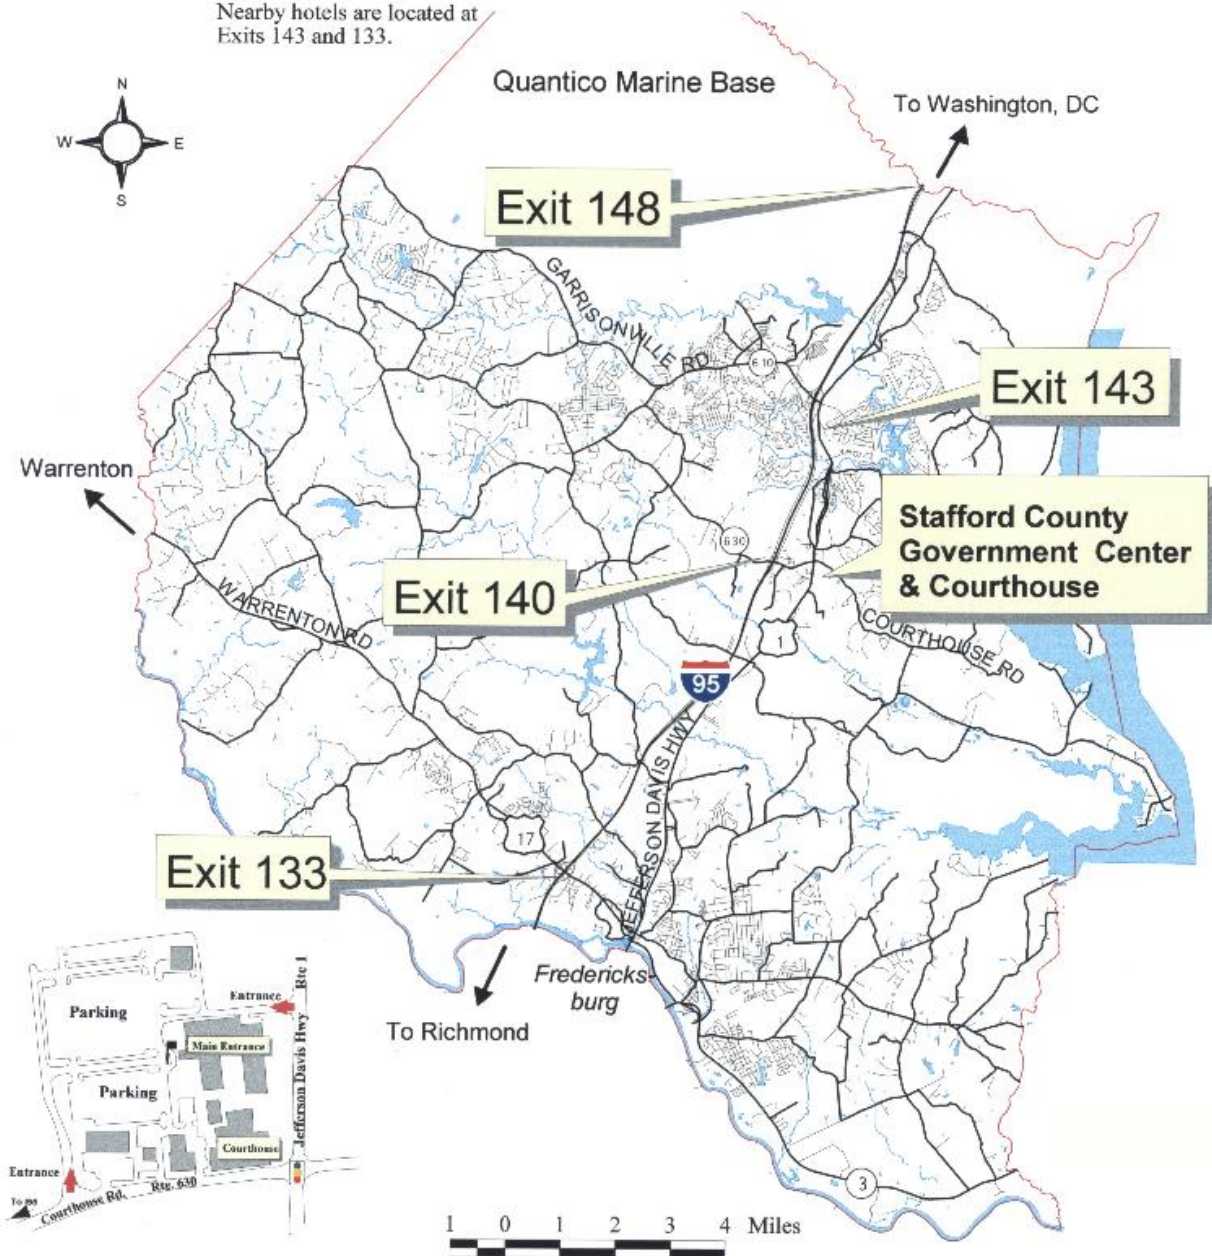 Nearby hotels are located at
Exits 143 and 133.
N
W E
S
Quantico Marine Base
To Washington, DC
Exit 148
GARRISONVILLE RD
610
Exit 143
Warrenton
Stafford County
Government Center
& Courthouse
630
Exit 140
WARRENTON RD
1
COURTHOUSE RD
95
JEFFERSON DAVIS HWY
17
Exit 133
Fredericks-
burg
To Richmond
3
Entrance
Rte 1
Parking
Main Entrance
Jefferson Davis Hwy
Parking
Courthouse
Entrance
To I95
Courthouse Rd. Rte. 630
1 0 1 2 3 4 Miles